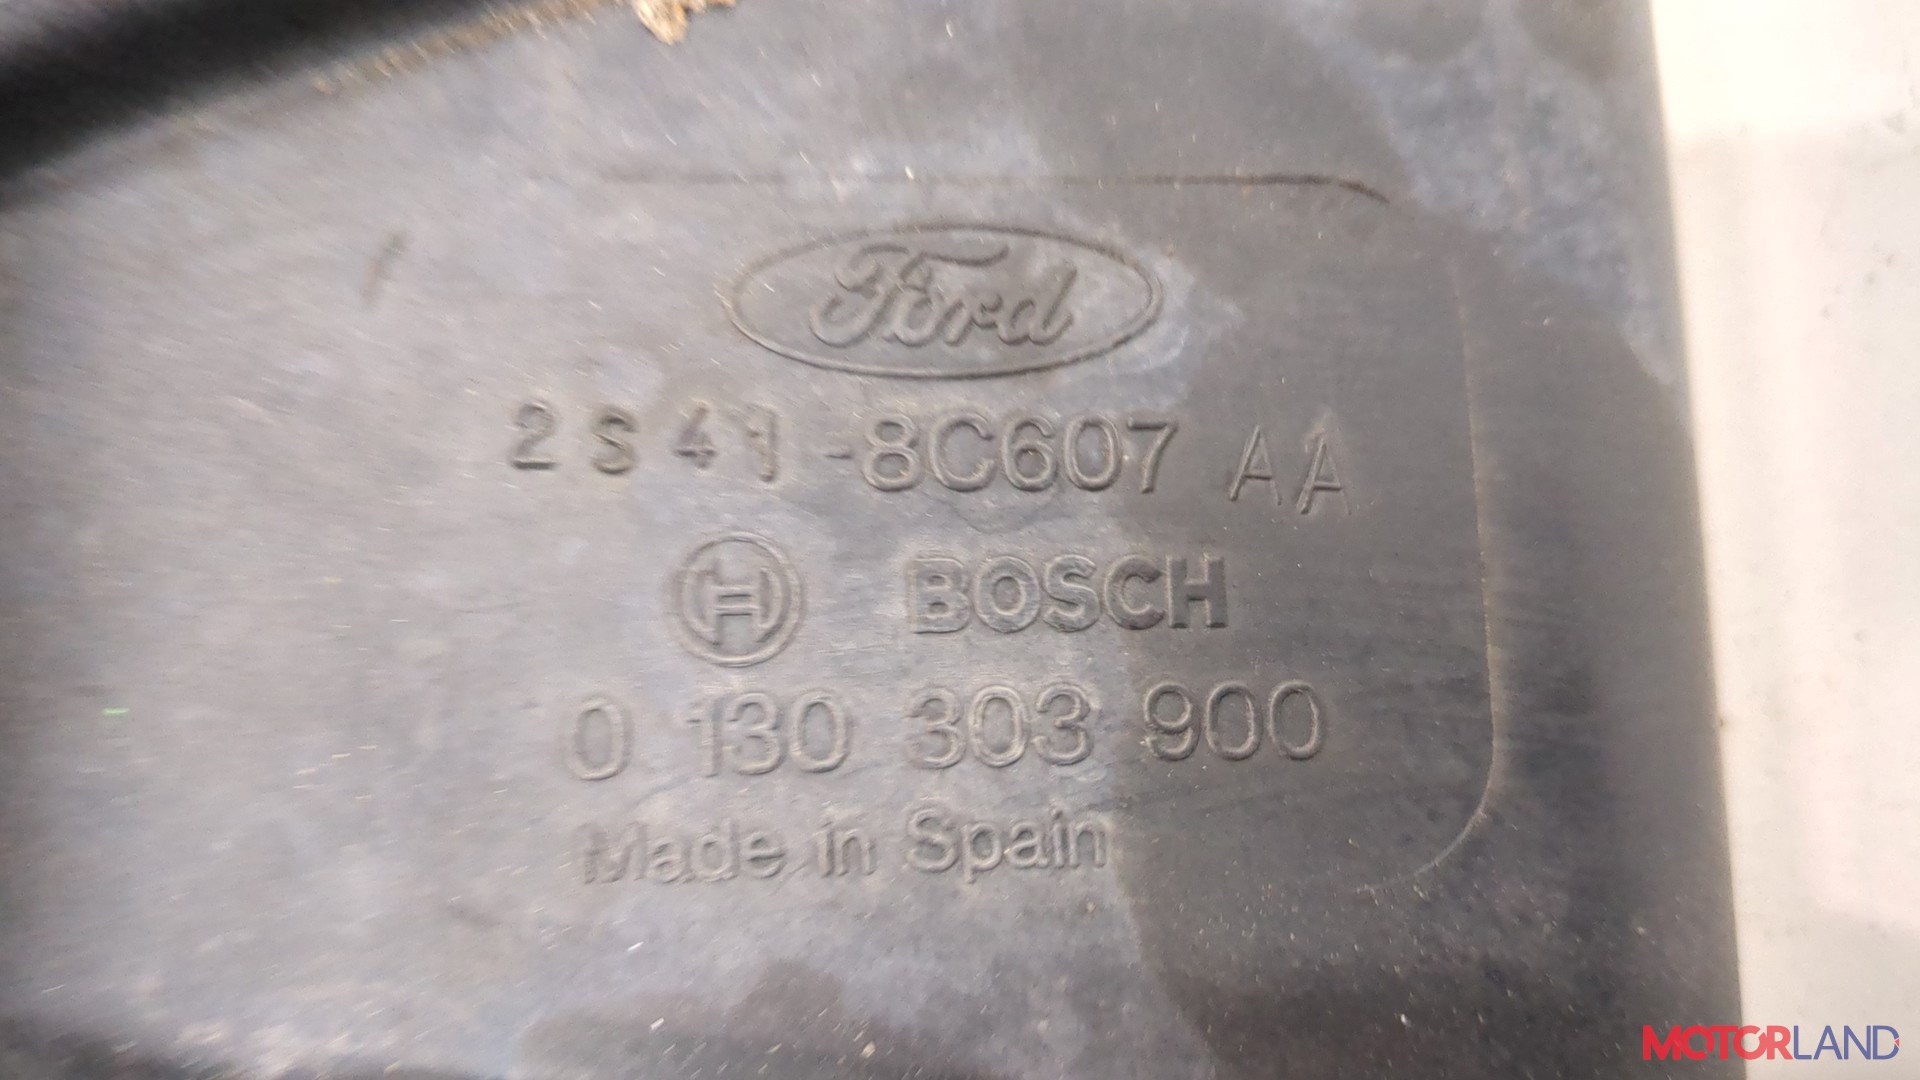 Ford
2S41-8C607 AA
BOSCH
0 130 303 900
Made in Spain
MOTORLAND